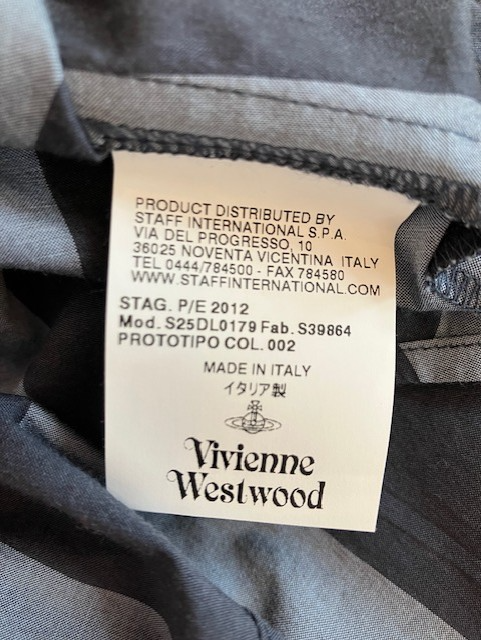 PRODUCT DISTRIBUTED BY
STAFF INTERNATIONAL S.P.A.
VIA DEL PROGRESSO, 10
36025 NOVENTA VICENTINA ITALY
TEL 0444/784500 - FAX 784580
WWW.STAFFINTERNATIONAL.COM
STAG. P/E 2012
Mod. S25DL0179 Fab. S39864
PROTOTIPO COL. 002
MADE IN ITALY
イタリア製
Vivienne
Westwood